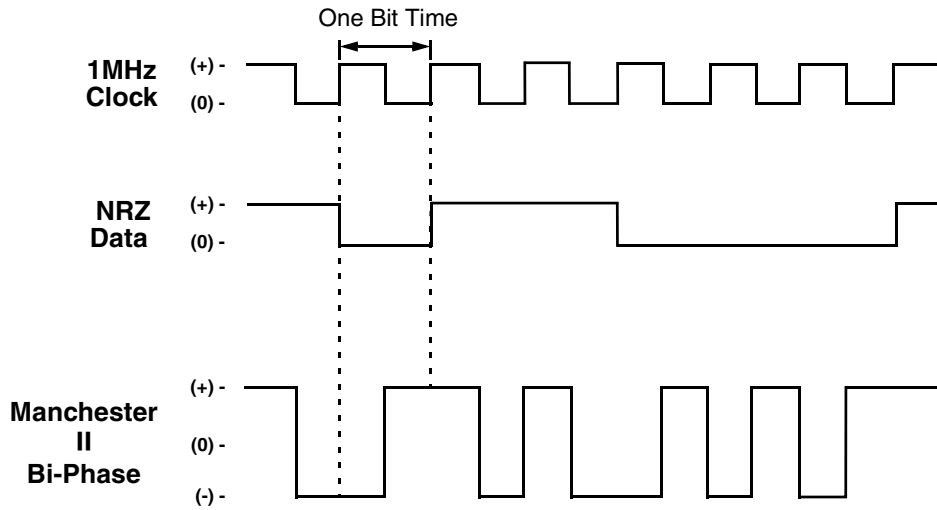 One Bit Time
1MHz
Clock
(+) -
(0) -
NRZ
Data
(+) -
(0) -
Manchester
II
Bi-Phase
(+) -
(0) -
(-) -